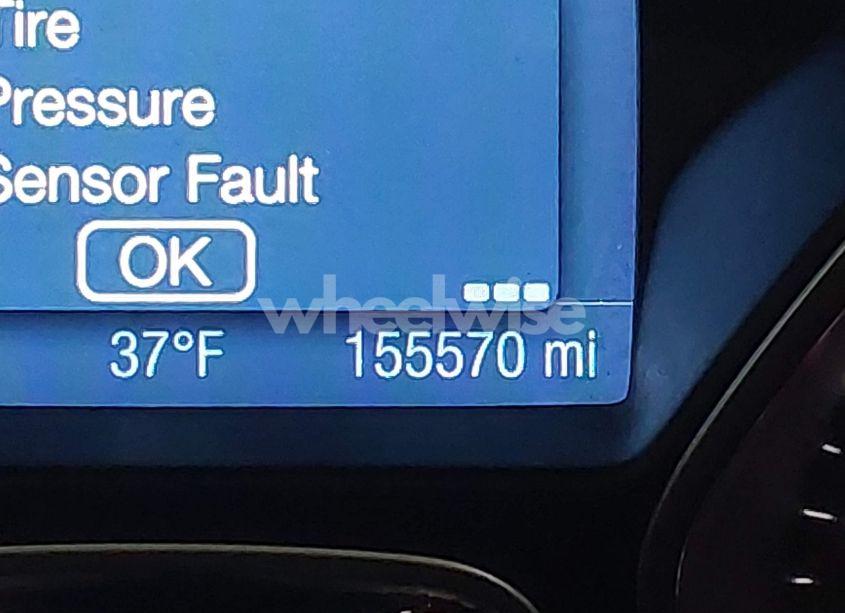 Tire
Pressure
Sensor Fault
OK
wheelwise
37°F 155570 mi